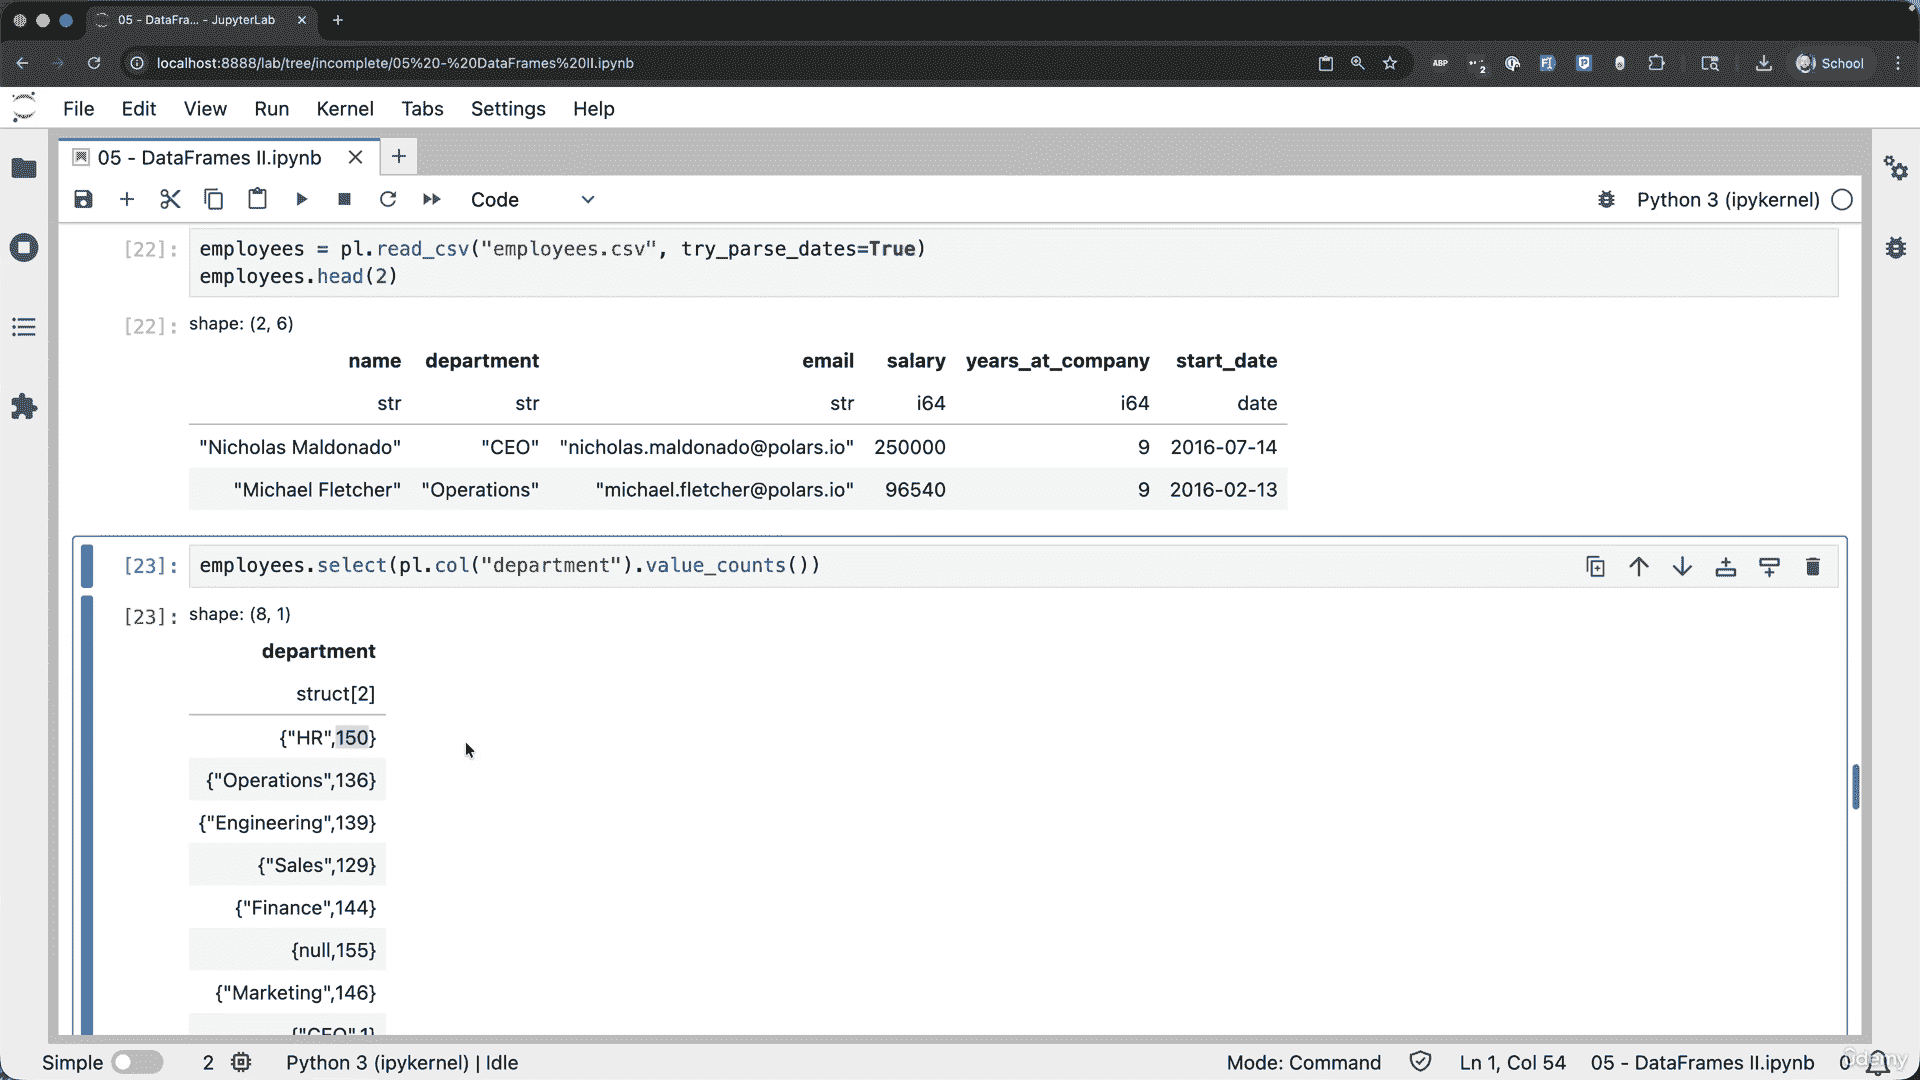 05 - DataFra... - JupyterLab
localhost:8888/lab/tree/incomplete/05%20-%20DataFrames%20II.ipynb
ABP
2
School
File Edit View Run Kernel Tabs Settings Help
05 - DataFrames II.ipynb
Code
Python 3 (ipykernel)
[22]: employees = pl.read_csv("employees.csv", try_parse_dates=True)
employees.head(2)
[22]: shape: (2, 6)
name department email salary years_at_company start_date
str str str i64 i64 date
"Nicholas Maldonado" "CEO" "nicholas.maldonado@polars.io" 250000 9 2016-07-14
"Michael Fletcher" "Operations" "michael.fletcher@polars.io" 96540 9 2016-02-13
[23]: employees.select(pl.col("department").value_counts())
[23]: shape: (8, 1)
department
struct[2]
{"HR",150}
{"Operations",136}
{"Engineering",139}
{"Sales",129}
{"Finance",144}
{null,155}
{"Marketing",146}
{"CEO",1}
Simple 2 Python 3 (ipykernel) | Idle Mode: Command Ln 1, Col 54 05 - DataFrames II.ipynb 0
Udemy